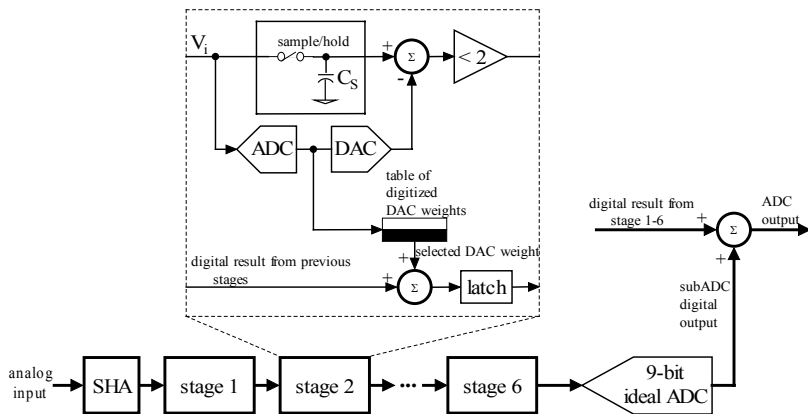 V_i
sample/hold
C_S
+
Σ
-
< 2
ADC
DAC
table of
digitized
DAC weights
selected DAC weight
digital result from previous
stages
+
+
Σ
latch
digital result from
stage 1-6
+
Σ
+
ADC
output
subADC
digital
output
analog
input
SHA
stage 1
stage 2
...
stage 6
9-bit
ideal ADC